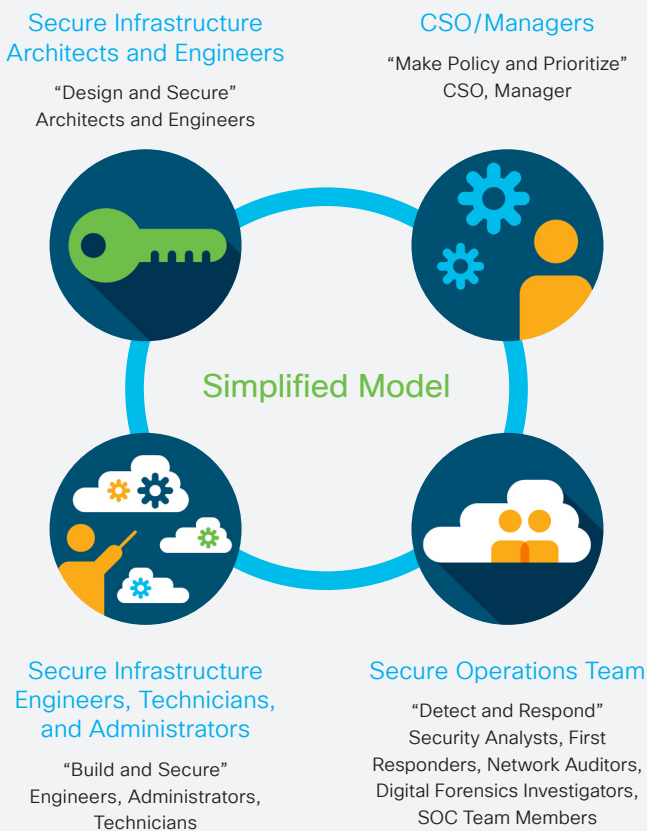 Secure Infrastructure
Architects and Engineers
“Design and Secure”
Architects and Engineers
CSO/Managers
“Make Policy and Prioritize”
CSO, Manager
Simplified Model
Secure Infrastructure
Engineers, Technicians,
and Administrators
“Build and Secure”
Engineers, Administrators,
Technicians
Secure Operations Team
“Detect and Respond”
Security Analysts, First
Responders, Network Auditors,
Digital Forensics Investigators,
SOC Team Members